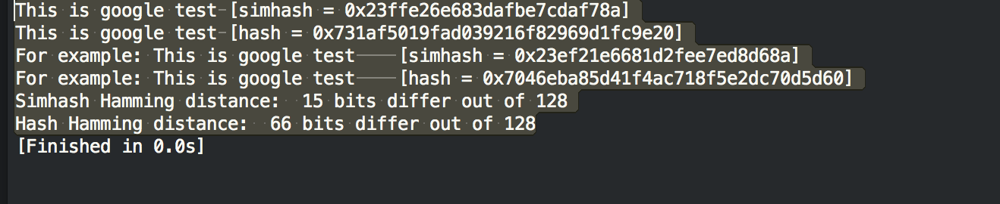 This is google test [simhash = 0x23ffe26e683dafbe7cdaf78a]
This is google test [hash = 0x731af5019fad039216f82969d1fc9e20]
For example: This is google test [simhash = 0x23ef21e6681d2fee7ed8d68a]
For example: This is google test [hash = 0x7046eba85d41f4ac718f5e2dc70d5d60]
Simhash Hamming distance:  15 bits differ out of 128
Hash Hamming distance:  66 bits differ out of 128
[Finished in 0.0s]